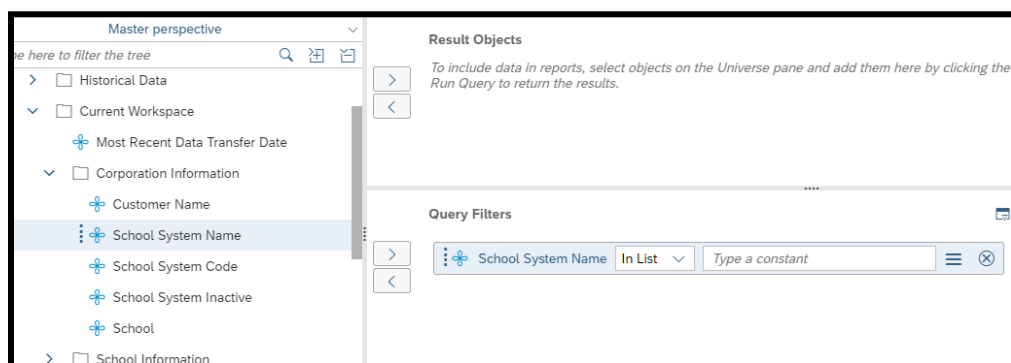 Master perspective
pe here to filter the tree
Historical Data
Current Workspace
Most Recent Data Transfer Date
Corporation Information
Customer Name
School System Name
School System Code
School System Inactive
School
School Information
Result Objects
To include data in reports, select objects on the Universe pane and add them here by clicking the
Run Query to return the results.
Query Filters
School System Name In List Type a constant